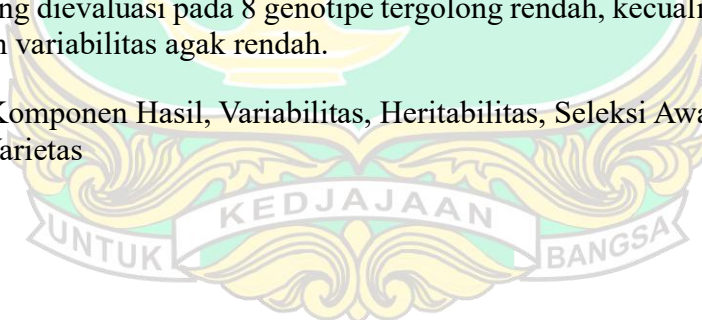 ng dievaluasi pada 8 genotipe tergolong rendah, kecuali
n variabilitas agak rendah.
Komponen Hasil, Variabilitas, Heritabilitas, Seleksi Awa
Varietas
UNTUK KEDJAJAAN BANGSA